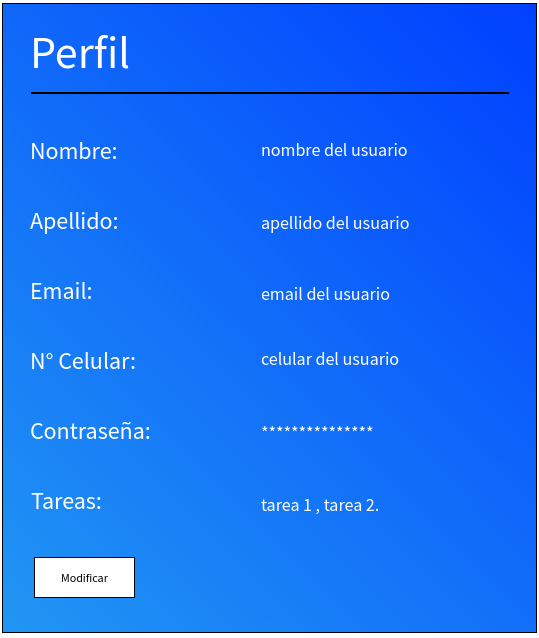 Perfil
Nombre: nombre del usuario
Apellido: apellido del usuario
Email: email del usuario
N° Celular: celular del usuario
Contraseña: ***************
Tareas: tarea 1 , tarea 2.
Modificar